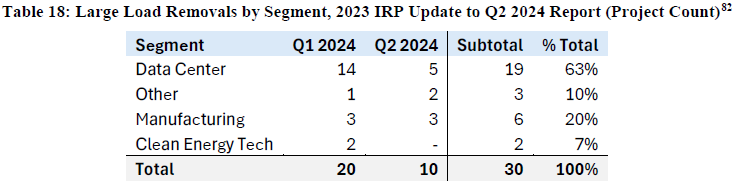 Table 18: Large Load Removals by Segment, 2023 IRP Update to Q2 2024 Report (Project Count)82
Segment Q1 2024 Q2 2024 Subtotal % Total
Data Center 14 5 19 63%
Other 1 2 3 10%
Manufacturing 3 3 6 20%
Clean Energy Tech 2 - 2 7%
Total 20 10 30 100%